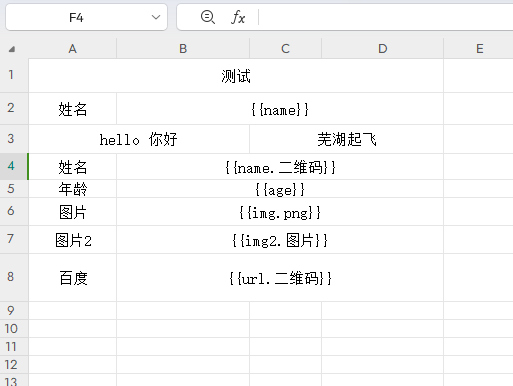 F4 fx
A B C D E
1 测试
2 姓名 {{name}}
3 hello 你好 芜湖起飞
4 姓名 {{name.二维码}}
5 年龄 {{age}}
6 图片 {{img.png}}
7 图片2 {{img2.图片}}
8 百度 {{url.二维码}}
9
10
11
12
13